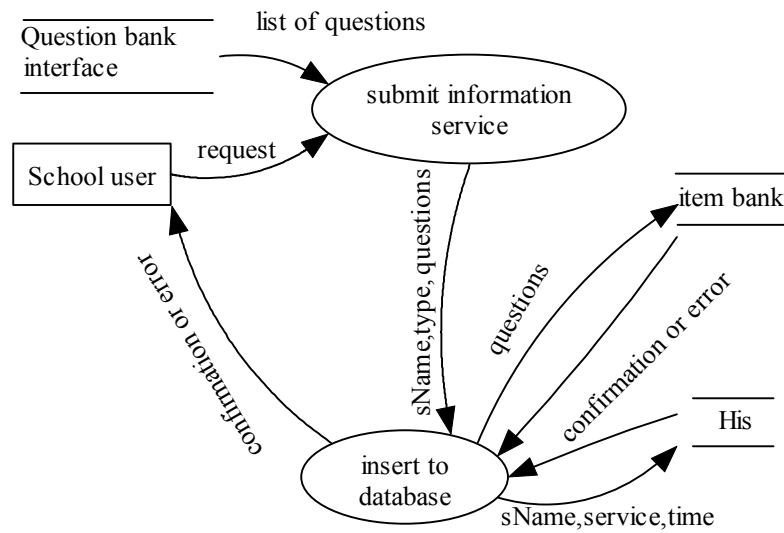 list of questions
Question bank
interface
submit information
service
request
School user
item bank
sName,type, questions
questions
confirmation or error
confirmation or error
His
insert to
database
sName,service,time